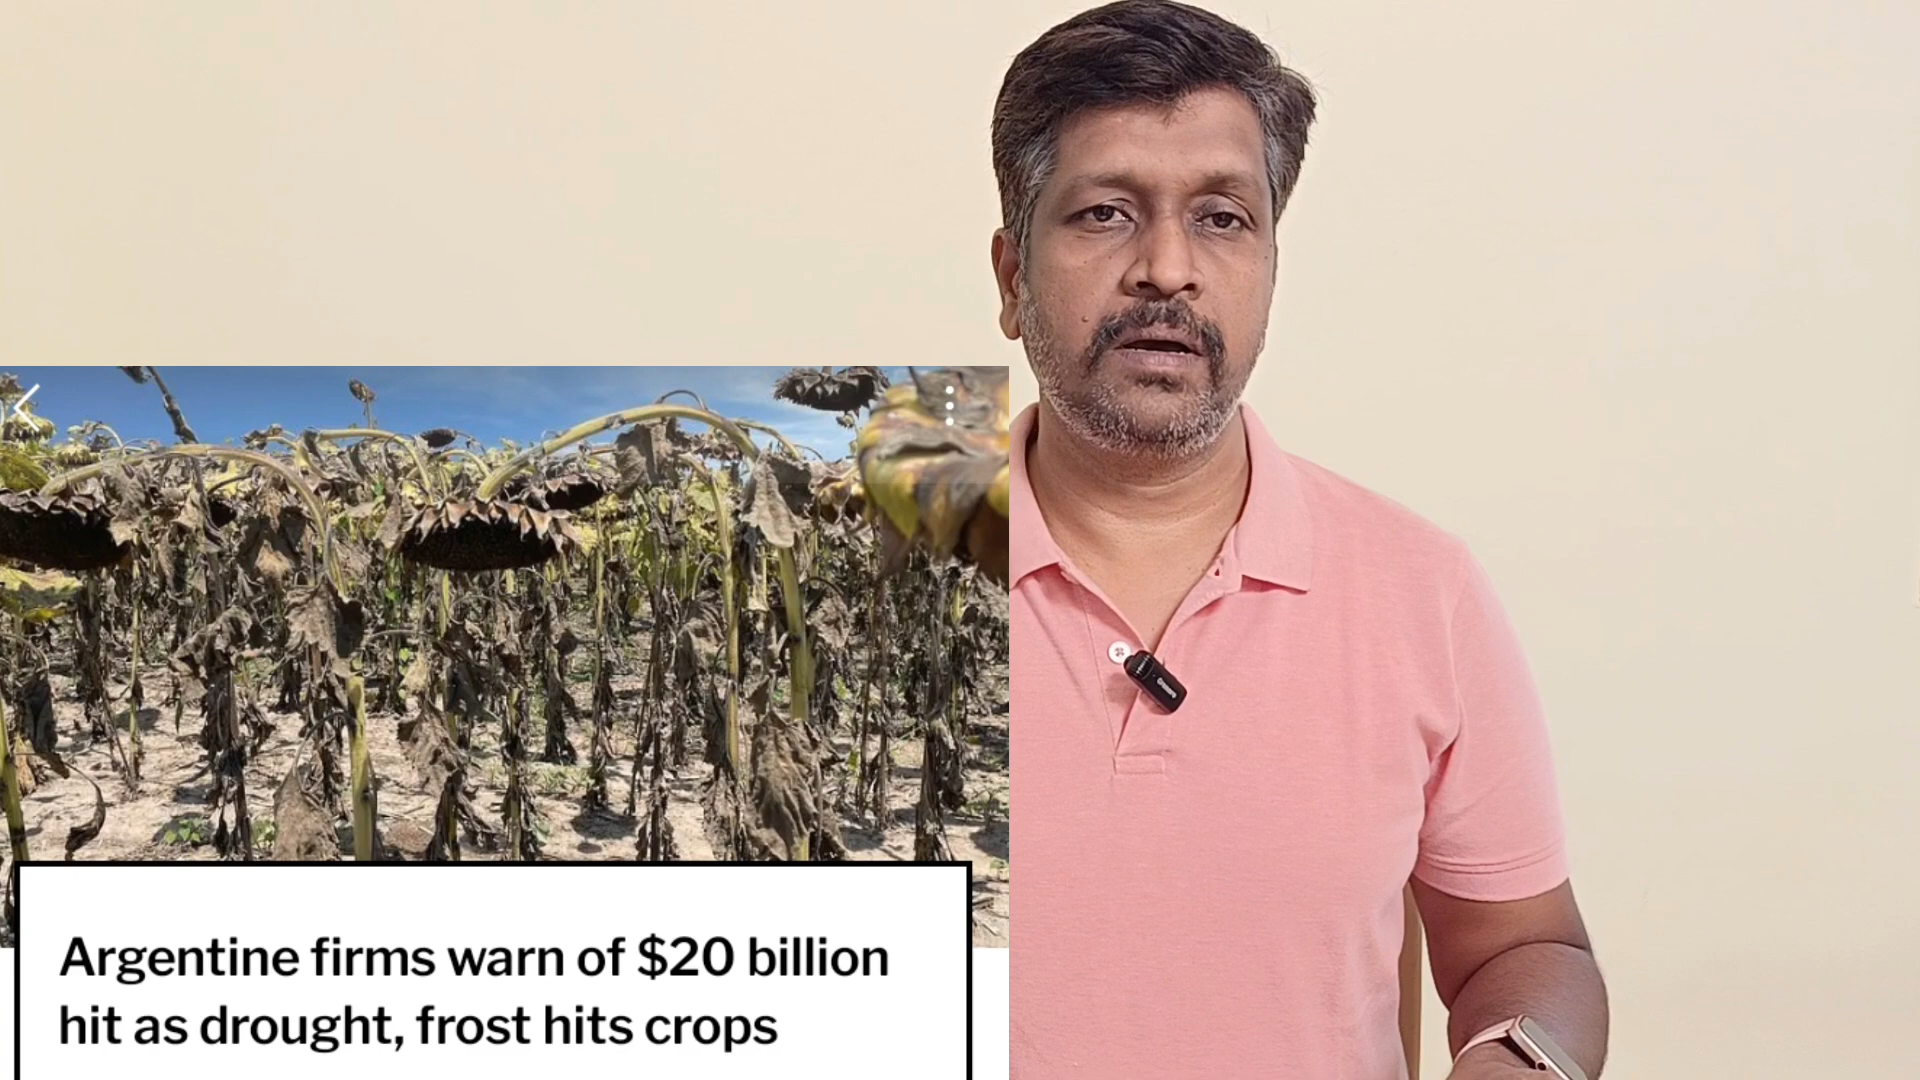 Argentine firms warn of $20 billion
hit as drought, frost hits crops